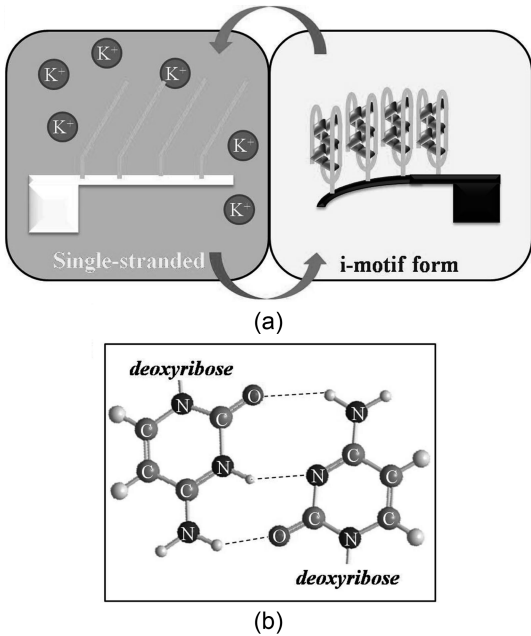 K⁺
K⁺
K⁺
K⁺
K⁺
K⁺
Single-stranded
i-motif form
(a)
deoxyribose
N
C
O
N
C
C
N
C
N
C
C
N
C
C
O
C
N
deoxyribose
(b)